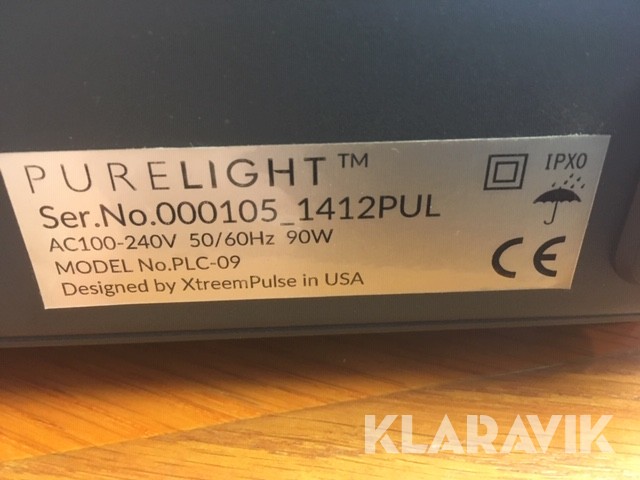 PURELIGHT™
Ser.No.000105_1412PUL
AC100-240V 50/60Hz 90W
MODEL No.PLC-09
Designed by XtreemPulse in USA
IPX0
CE
KLARAVIK